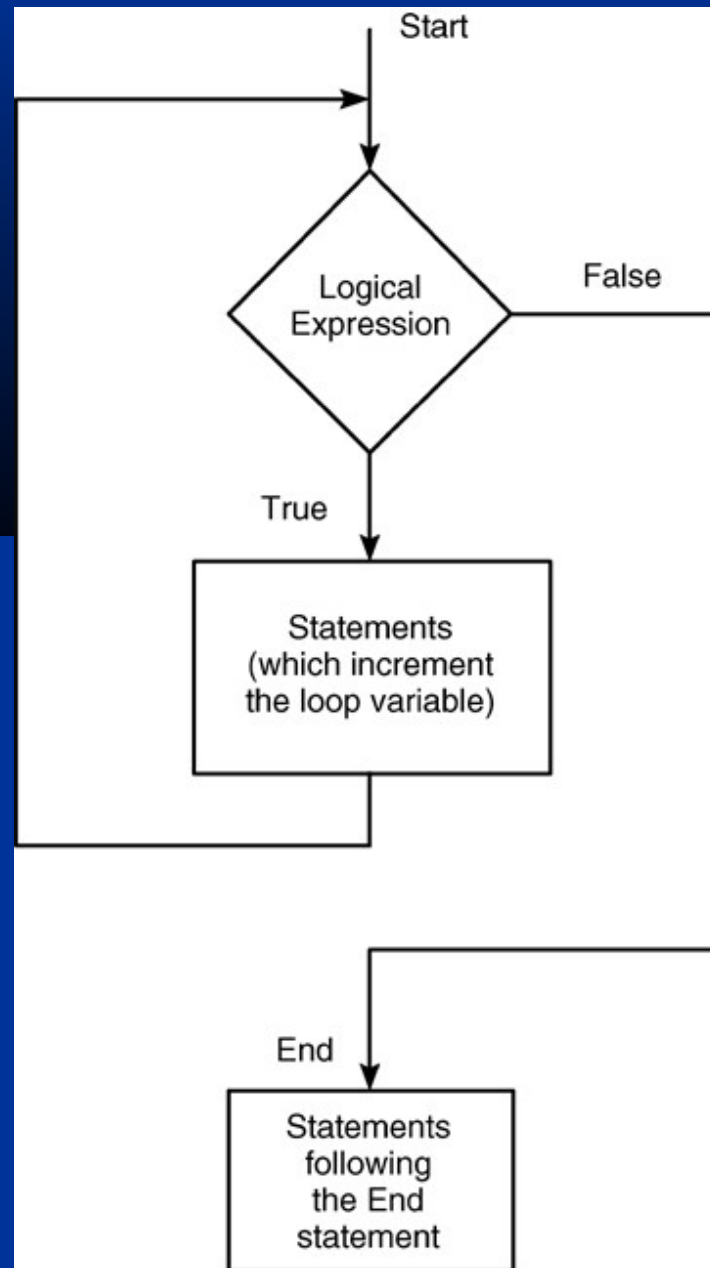 Start
Logical
Expression
False
True
Statements
(which increment
the loop variable)
End
Statements
following
the End
statement